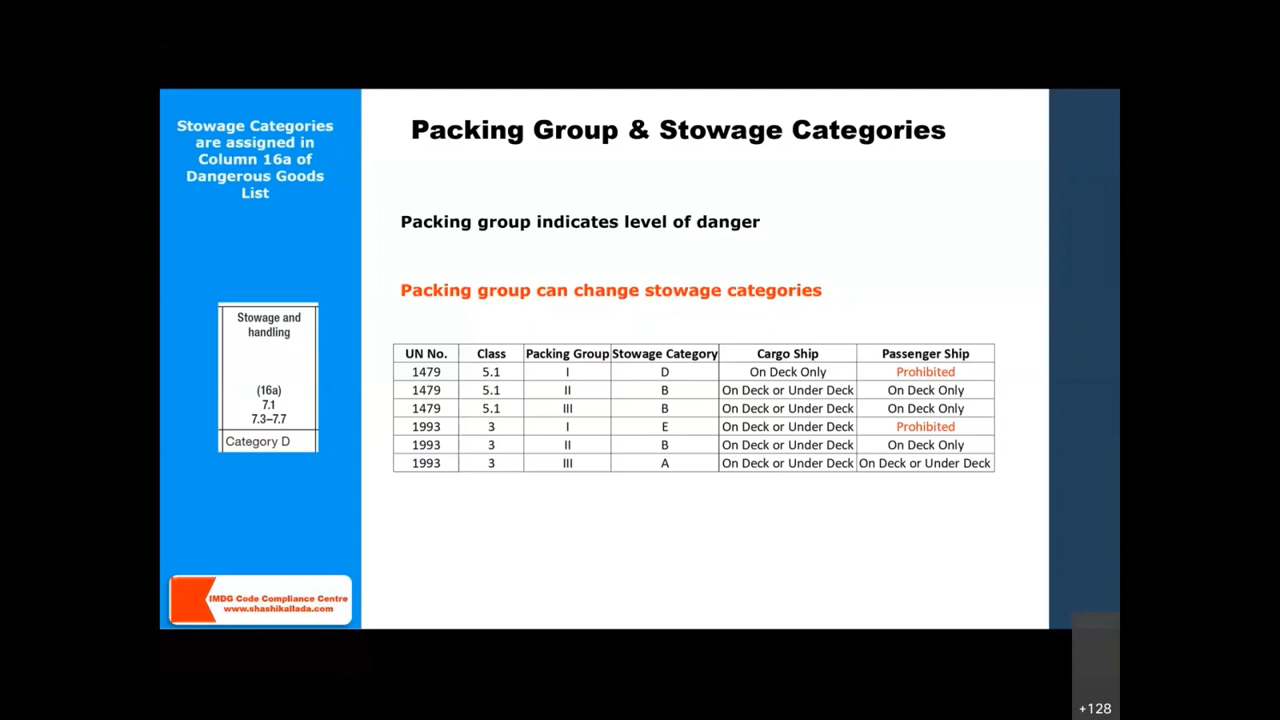 Stowage Categories
are assigned in
Column 16a of
Dangerous Goods
List
Stowage and
handling
(16a)
7.1
7.3–7.7
Category D
IMDG Code Compliance Centre
www.shashikallada.com
Packing Group & Stowage Categories
Packing group indicates level of danger
Packing group can change stowage categories
UN No. Class Packing Group Stowage Category Cargo Ship Passenger Ship
1479 5.1 I D On Deck Only Prohibited
1479 5.1 II B On Deck or Under Deck On Deck Only
1479 5.1 III B On Deck or Under Deck On Deck Only
1993 3 I E On Deck or Under Deck Prohibited
1993 3 II B On Deck or Under Deck On Deck Only
1993 3 III A On Deck or Under Deck On Deck or Under Deck
+128